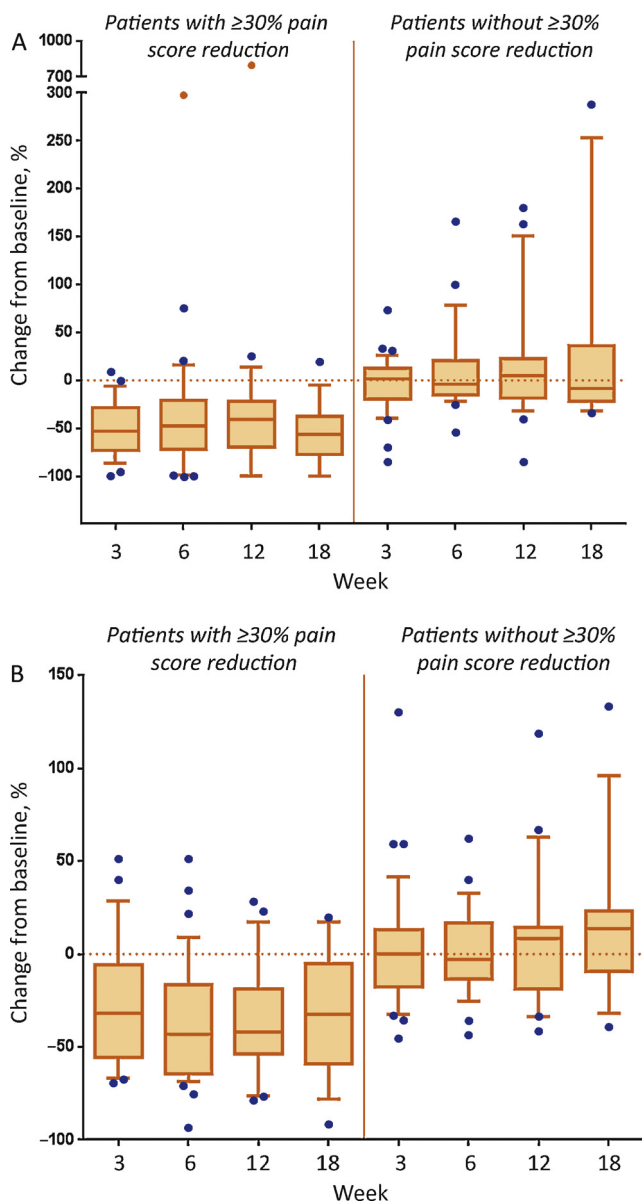 A
Patients with ≥30% pain
score reduction
Patients without ≥30%
pain score reduction
1000
700
300
250
200
150
100
50
0
−50
−100
Change from baseline, %
3 6 12 18 3 6 12 18
Week
B
Patients with ≥30% pain
score reduction
Patients without ≥30%
pain score reduction
150
100
50
0
−50
−100
Change from baseline, %
3 6 12 18 3 6 12 18
Week